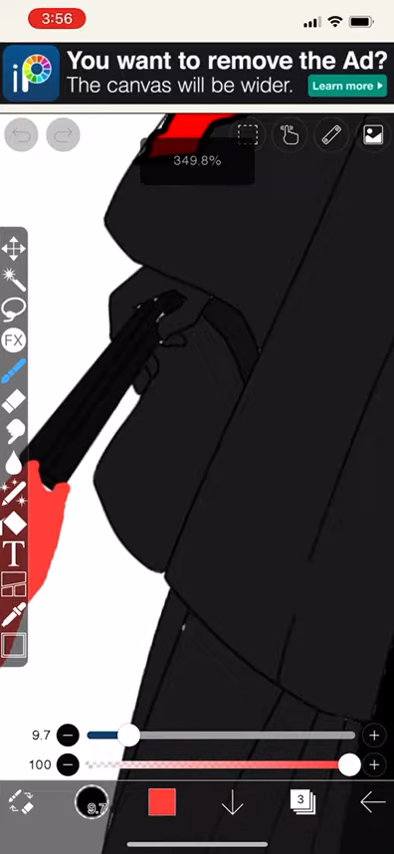 3:56
iP
You want to remove the Ad?
The canvas will be wider.
Learn more
349.8%
FX
T
9.7
100
9.7
3